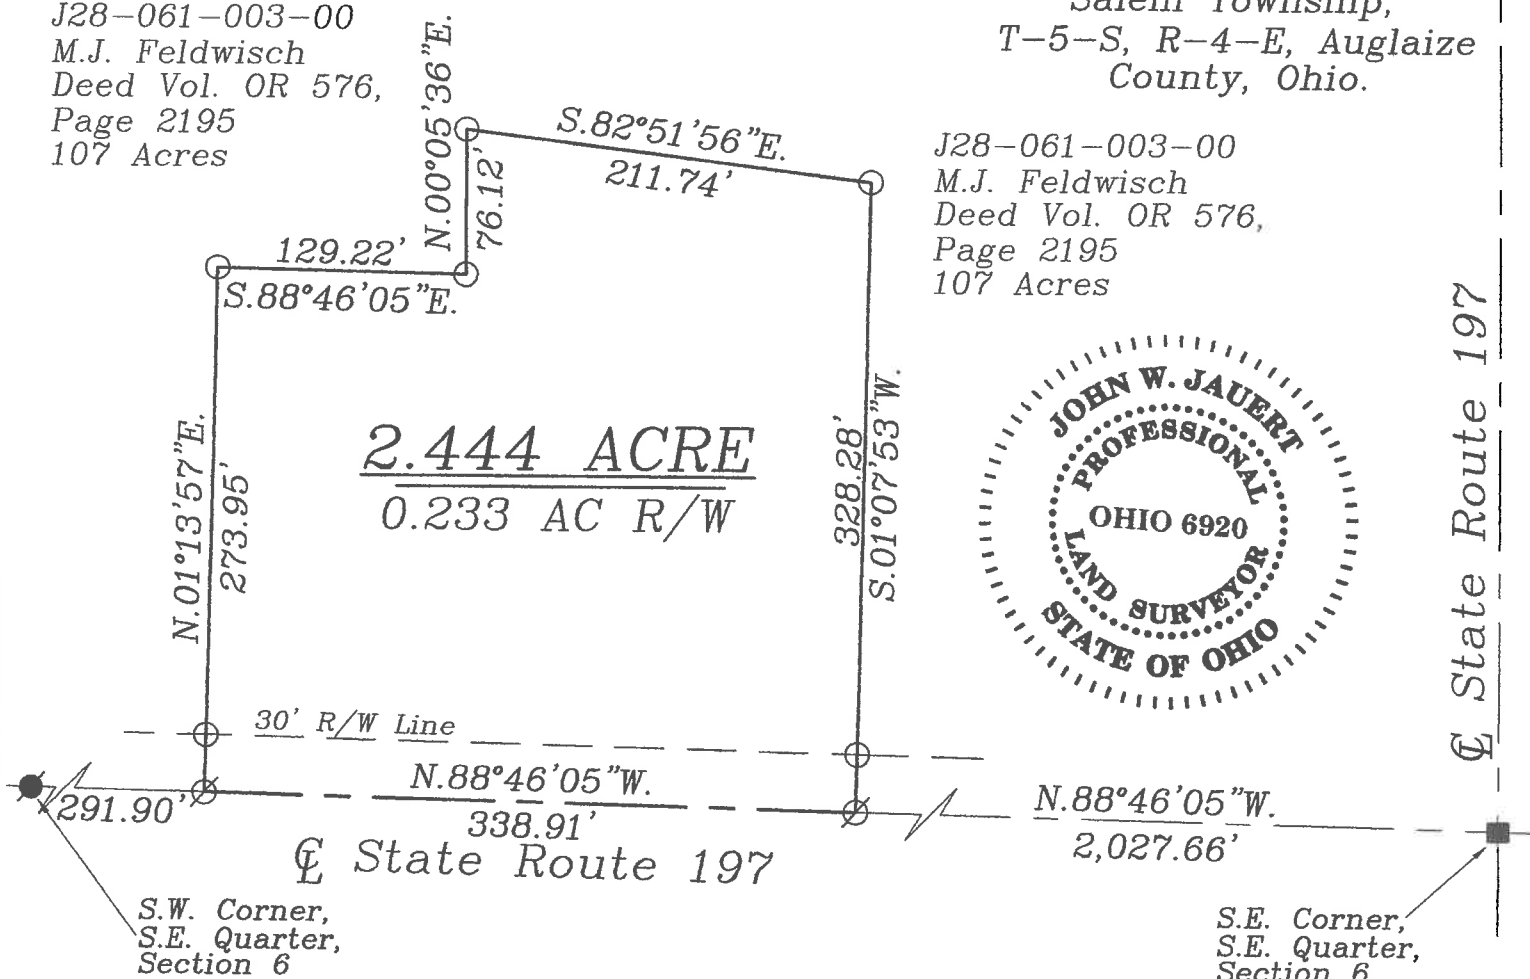 J28-061-003-00
M.J. Feldwisch
Deed Vol. OR 576,
Page 2195
107 Acres
Salem Township,
T-5-S, R-4-E, Auglaize
County, Ohio.
N.00°05'36"E.
76.12'
S.82°51'56"E.
211.74'
J28-061-003-00
M.J. Feldwisch
Deed Vol. OR 576,
Page 2195
107 Acres
129.22'
S.88°46'05"E.
N.01°13'57"E.
273.95'
2.444 ACRE
0.233 AC R/W
328.28'
S.01°07'53"W.
JOHN W. JAUERT
PROFESSIONAL
OHIO 6920
LAND SURVEYOR
STATE OF OHIO
℄ State Route 197
30' R/W Line
291.90'
N.88°46'05"W.
338.91'
℄ State Route 197
N.88°46'05"W.
2,027.66'
S.W. Corner,
S.E. Quarter,
Section 6
S.E. Corner,
S.E. Quarter,
Section 6